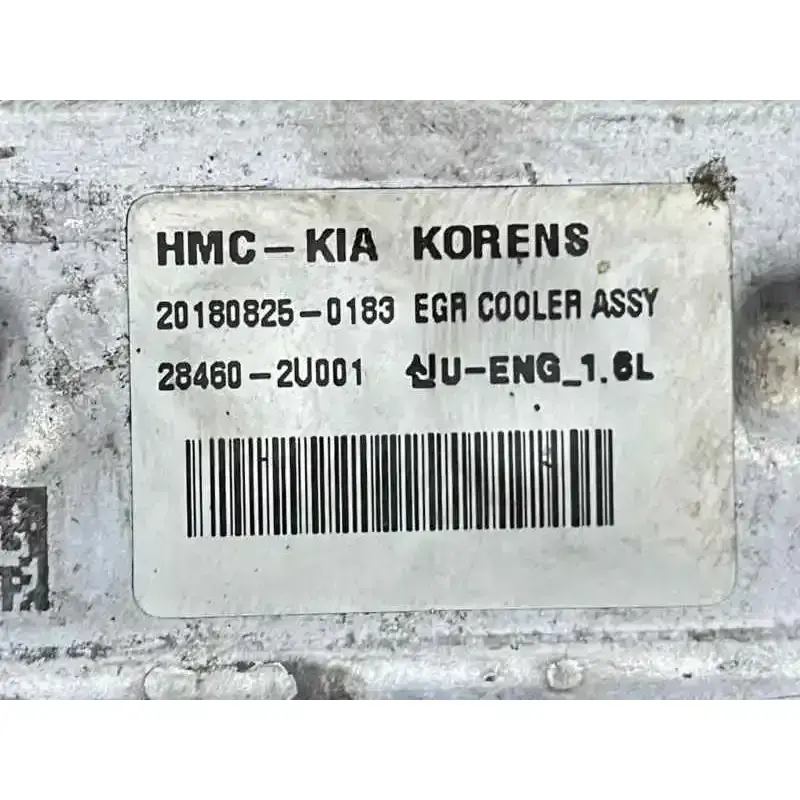 HMC-KIA KORENS
20180825-0183 EGR COOLER ASSY
28460-2U001 신U-ENG_1.6L